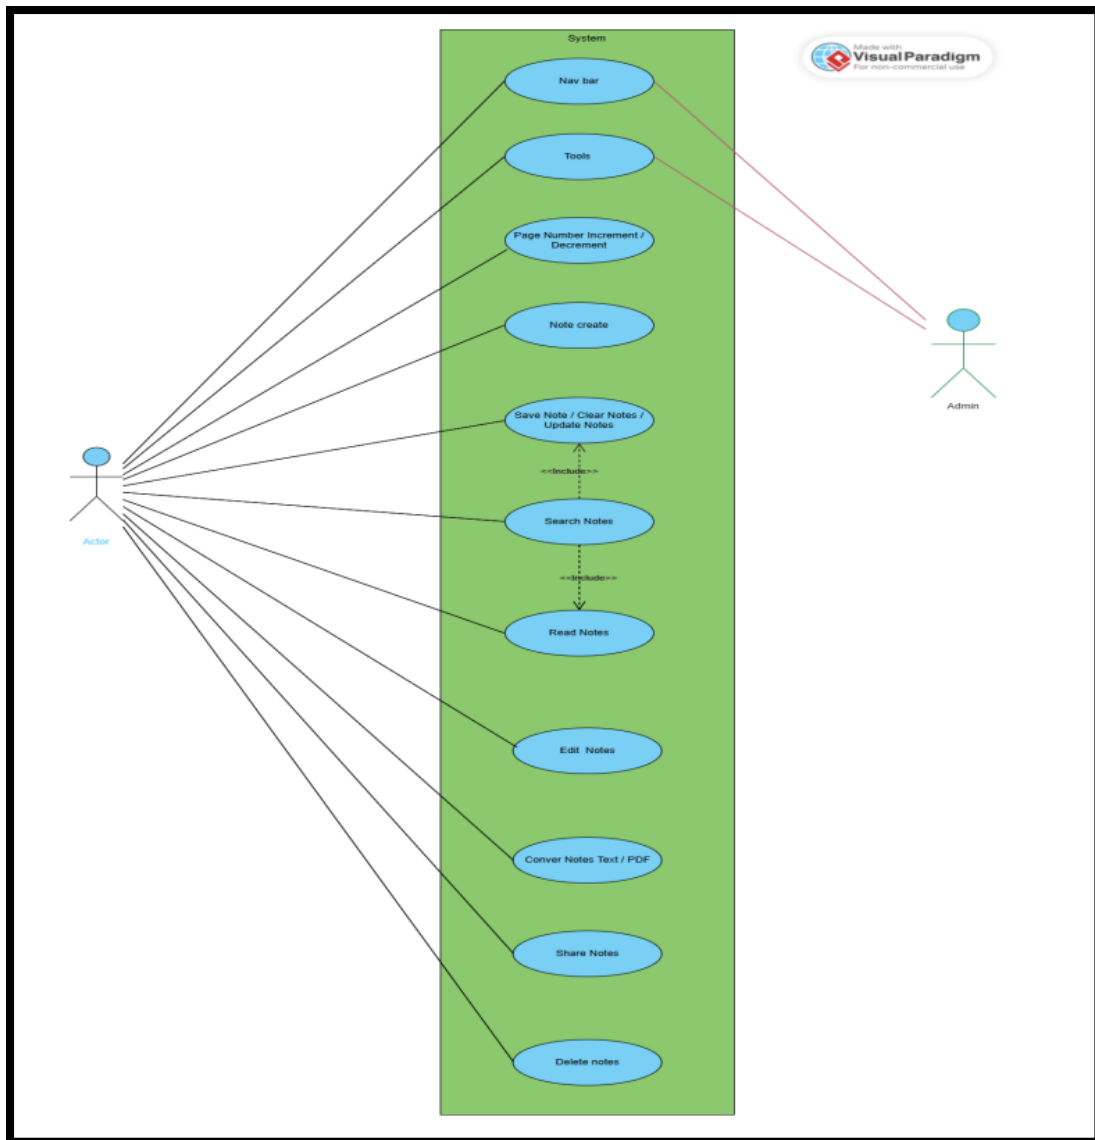 System
Made with
Visual Paradigm
For non-commercial use
Nav bar
Tools
Page Number Increment /
Decrement
Note create
Admin
Save Note / Clear Notes /
Update Notes
<<Include>>
Search Notes
Actor
<<Include>>
Read Notes
Edit Notes
Conver Notes Text / PDF
Share Notes
Delete notes